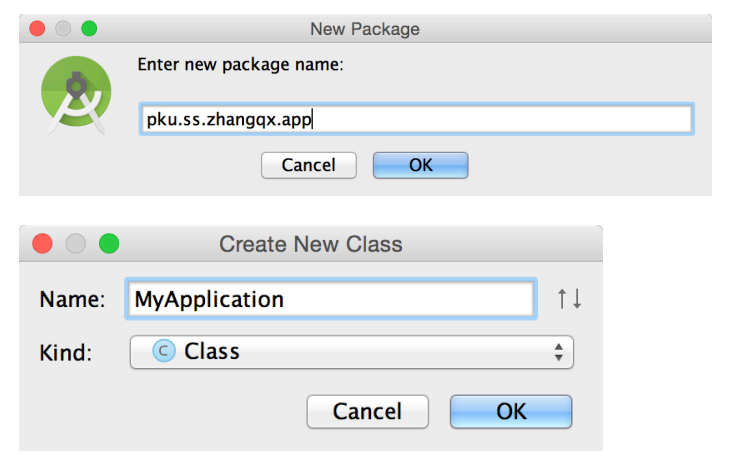 New Package
Enter new package name:
pku.ss.zhangqx.app
Cancel OK
Create New Class
Name: MyApplication
Kind: C Class
Cancel OK